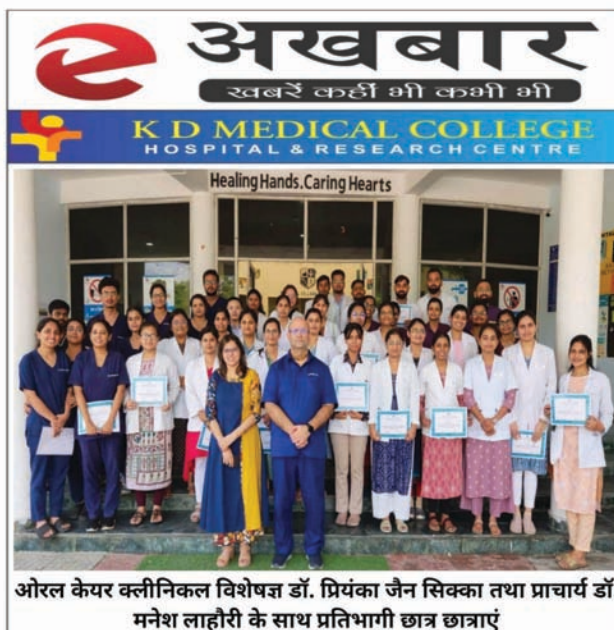 e अखबार
खबरें कहीं भी कभी भी
K D MEDICAL COLLEGE
HOSPITAL & RESEARCH CENTRE
Healing Hands.Caring Hearts
ओरल केयर क्लीनिकल विशेषज्ञ डॉ. प्रियंका जैन सिक्का तथा प्राचार्य डॉ
मनेश लाहौरी के साथ प्रतिभागी छात्र छात्राएं